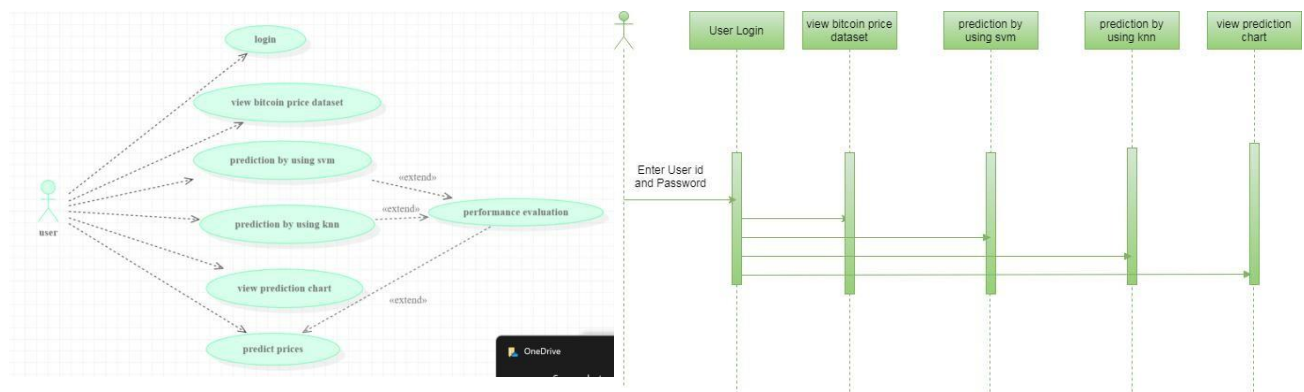 login
view bitcoin price dataset
prediction by using svm
«extend»
«extend»
performance evaluation
prediction by using knn
user
view prediction chart
«extend»
predict prices
OneDrive
User Login
view bitcoin price
dataset
prediction by
using svm
prediction by
using knn
view prediction
chart
Enter User id
and Password